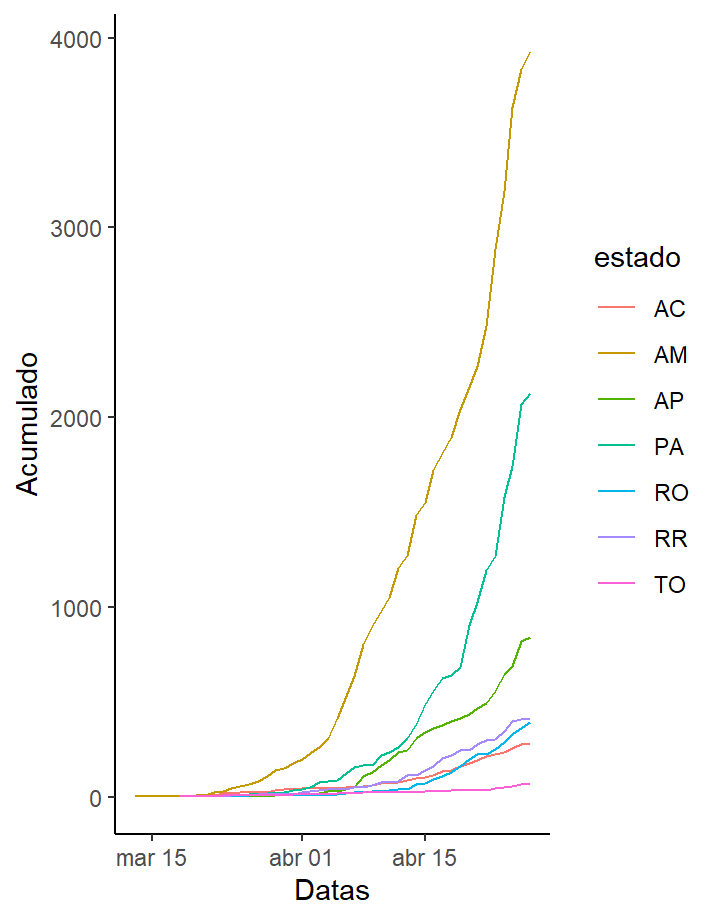 4000
3000
2000
1000
0
Acumulado
mar 15
abr 01
abr 15
Datas
estado
AC
AM
AP
PA
RO
RR
TO